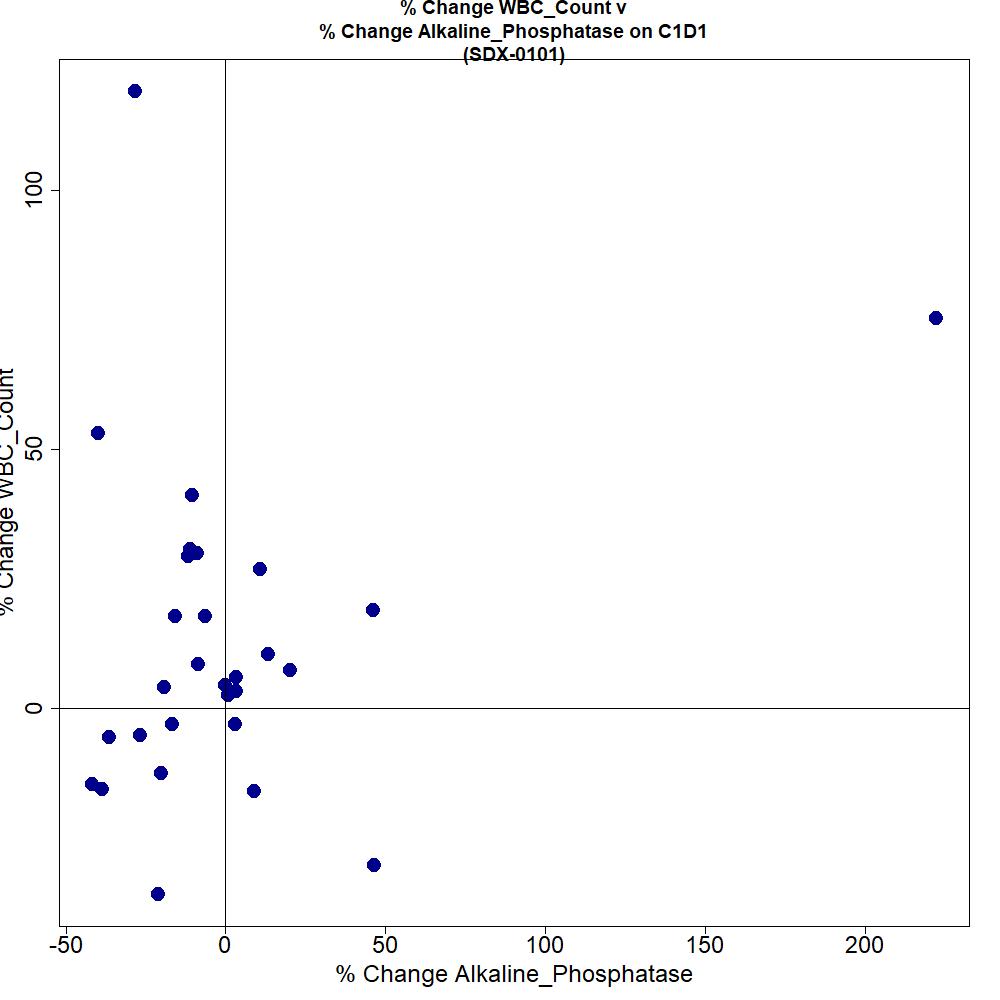 % Change WBC_Count v
% Change Alkaline_Phosphatase on C1D1
(SDX-0101)
% Change WBC_Count
100
50
0
-50
0
50
100
150
200
% Change Alkaline_Phosphatase